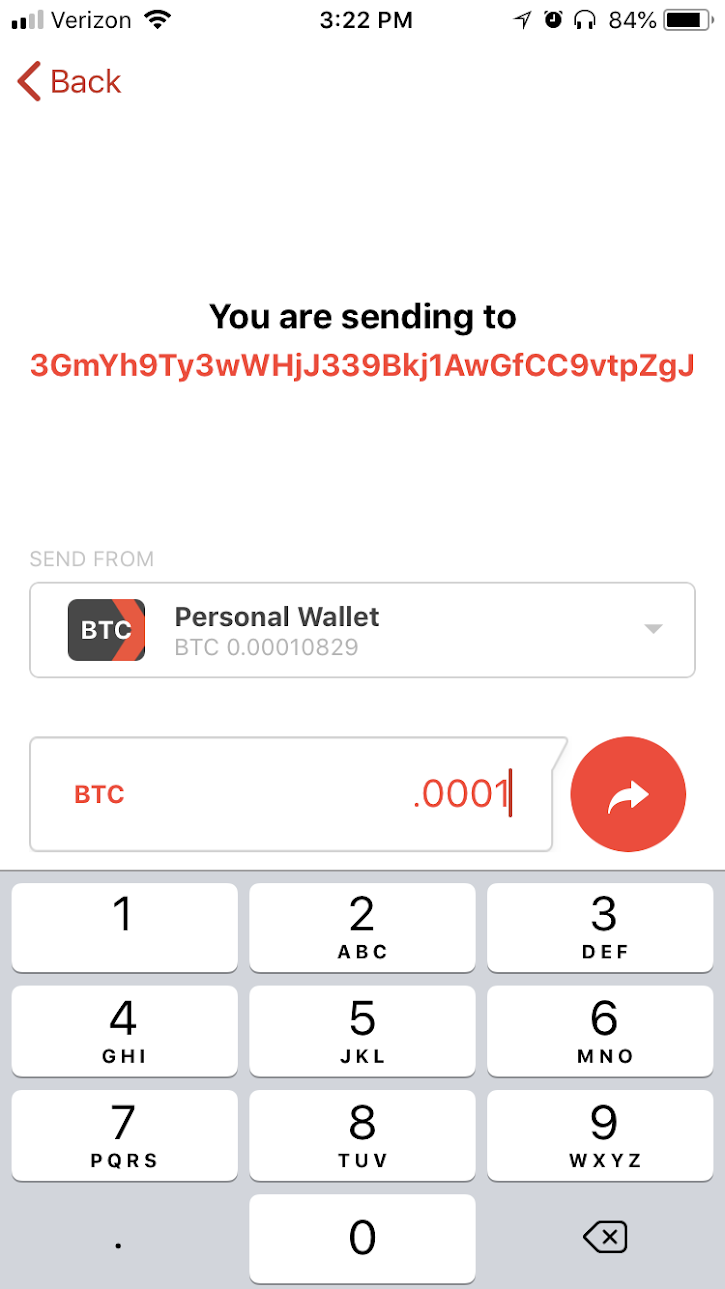 Verizon 3:22 PM 84%
Back
You are sending to
3GmYh9Ty3wWHjJ339Bkj1AwGfCC9vtpZgJ
SEND FROM
BTC Personal Wallet
BTC 0.00010829
BTC .0001
1 2 3
ABC DEF
4 5 6
GHI JKL MNO
7 8 9
PQRS TUV WXYZ
. 0